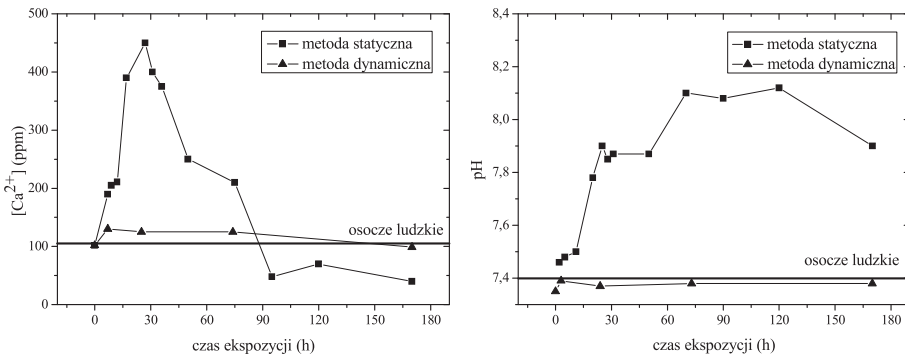 500
400
300
200
100
0
[Ca²⁺] (ppm)
metoda statyczna
metoda dynamiczna
osocze ludzkie
0 30 60 90 120 150 180
czas ekspozycji (h)
8,4
8,2
8,0
7,8
7,6
7,4
pH
metoda statyczna
metoda dynamiczna
osocze ludzkie
0 30 60 90 120 150 180
czas ekspozycji (h)